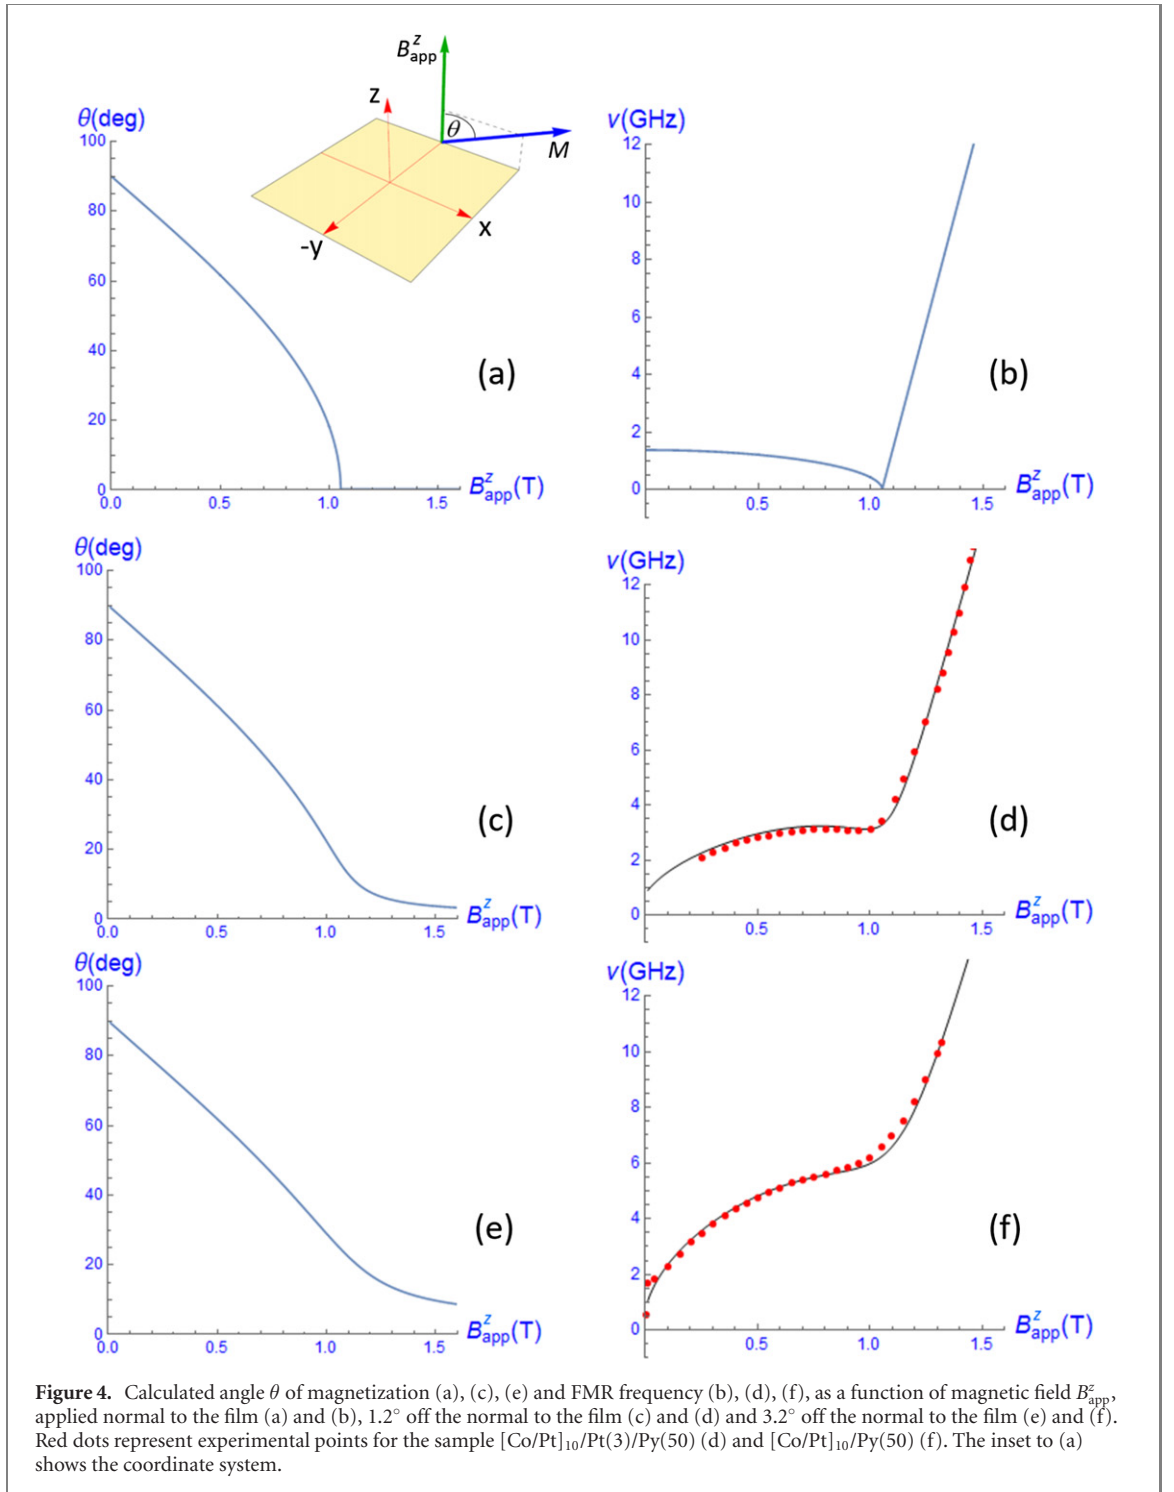 B^z_app
z
θ
M
x
-y
θ(deg)
100
80
60
40
20
0
0.0 0.5 1.0 1.5
B^z_app(T)
(a)
ν(GHz)
12
10
8
6
4
2
0
0.5 1.0 1.5
B^z_app(T)
(b)
θ(deg)
100
80
60
40
20
0
0.0 0.5 1.0 1.5
B^z_app(T)
(c)
ν(GHz)
12
10
8
6
4
2
0
0.5 1.0 1.5
B^z_app(T)
(d)
θ(deg)
100
80
60
40
20
0
0.0 0.5 1.0 1.5
B^z_app(T)
(e)
ν(GHz)
12
10
8
6
4
2
0
0.5 1.0 1.5
B^z_app(T)
(f)
Figure 4. Calculated angle θ of magnetization (a), (c), (e) and FMR frequency (b), (d), (f), as a function of magnetic field B^z_app,
applied normal to the film (a) and (b), 1.2° off the normal to the film (c) and (d) and 3.2° off the normal to the film (e) and (f).
Red dots represent experimental points for the sample [Co/Pt]₁₀/Pt(3)/Py(50) (d) and [Co/Pt]₁₀/Py(50) (f). The inset to (a)
shows the coordinate system.